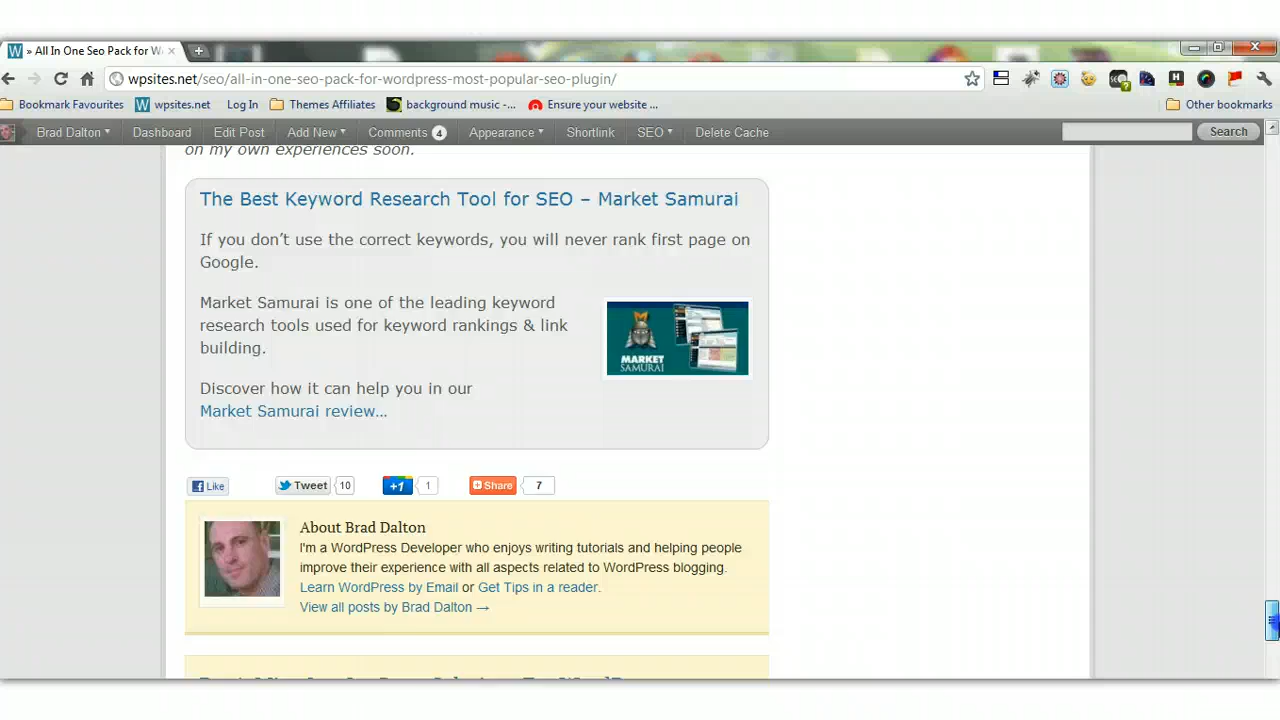 » All In One Seo Pack for W
wpsites.net/seo/all-in-one-seo-pack-for-wordpress-most-popular-seo-plugin/
Bookmark Favourites wpsites.net Log In Themes Affiliates background music -... Ensure your website ... Other bookmarks
Brad Dalton Dashboard Edit Post Add New Comments 4 Appearance Shortlink SEO Delete Cache Search
on my own experiences soon.
The Best Keyword Research Tool for SEO – Market Samurai
If you don't use the correct keywords, you will never rank first page on
Google.
Market Samurai is one of the leading keyword
research tools used for keyword rankings & link
building.
MARKET
SAMURAI
Discover how it can help you in our
Market Samurai review...
Like Tweet 10 +1 1 Share 7
About Brad Dalton
I'm a WordPress Developer who enjoys writing tutorials and helping people
improve their experience with all aspects related to WordPress blogging.
Learn WordPress by Email or Get Tips in a reader.
View all posts by Brad Dalton →